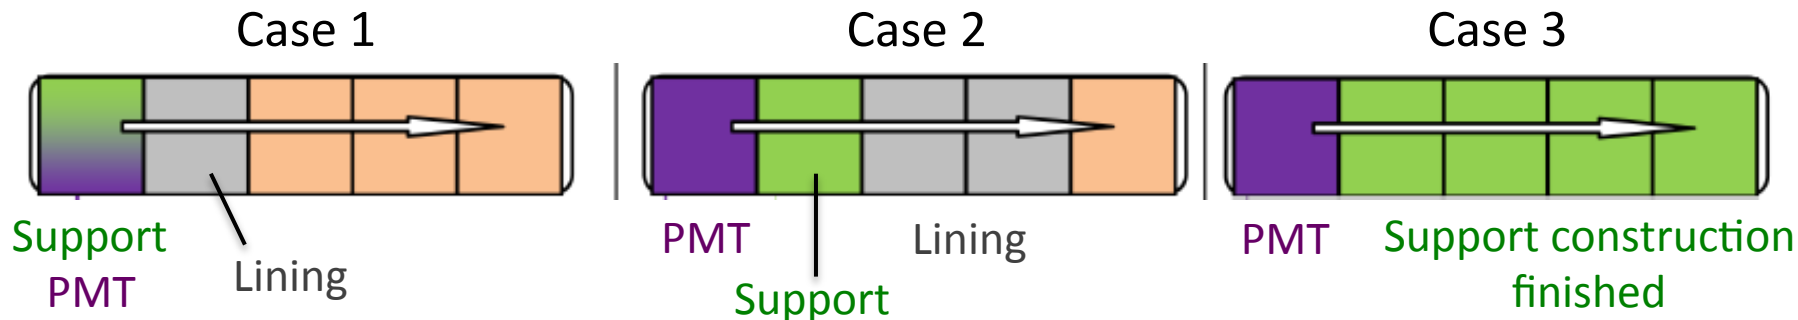 Case 1
Support
PMT
Lining
Case 2
PMT
Support
Lining
Case 3
PMT
Support construction
finished